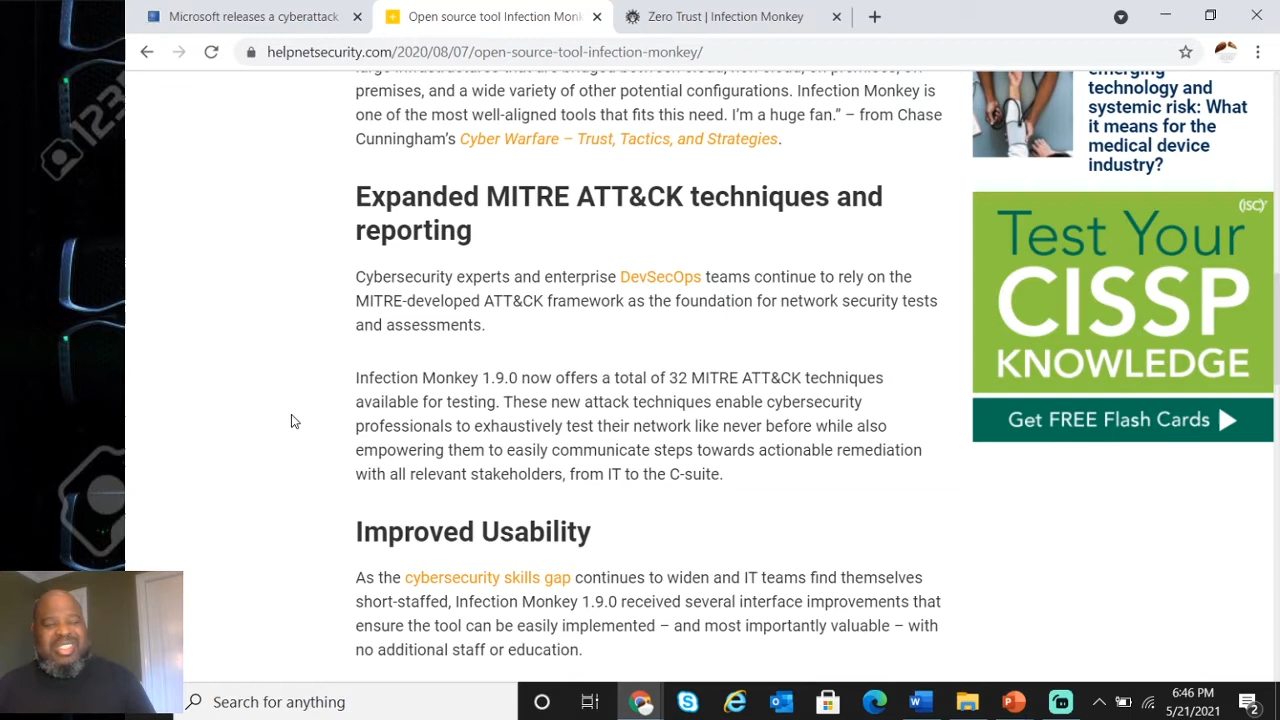 Microsoft releases a cyberattack
Open source tool Infection Monk
Zero Trust | Infection Monkey
helpnetsecurity.com/2020/08/07/open-source-tool-infection-monkey/
premises, and a wide variety of other potential configurations. Infection Monkey is
one of the most well-aligned tools that fits this need. I'm a huge fan.” – from Chase
Cunningham's Cyber Warfare – Trust, Tactics, and Strategies.
Expanded MITRE ATT&CK techniques and
reporting
Cybersecurity experts and enterprise DevSecOps teams continue to rely on the
MITRE-developed ATT&CK framework as the foundation for network security tests
and assessments.
Infection Monkey 1.9.0 now offers a total of 32 MITRE ATT&CK techniques
available for testing. These new attack techniques enable cybersecurity
professionals to exhaustively test their network like never before while also
empowering them to easily communicate steps towards actionable remediation
with all relevant stakeholders, from IT to the C-suite.
Improved Usability
As the cybersecurity skills gap continues to widen and IT teams find themselves
short-staffed, Infection Monkey 1.9.0 received several interface improvements that
ensure the tool can be easily implemented – and most importantly valuable – with
no additional staff or education.
emerging
technology and
systemic risk: What
it means for the
medical device
industry?
(isc)²
Test Your
CISSP
KNOWLEDGE
Get FREE Flash Cards
123
Search for anything
6:46 PM
5/21/2021
2